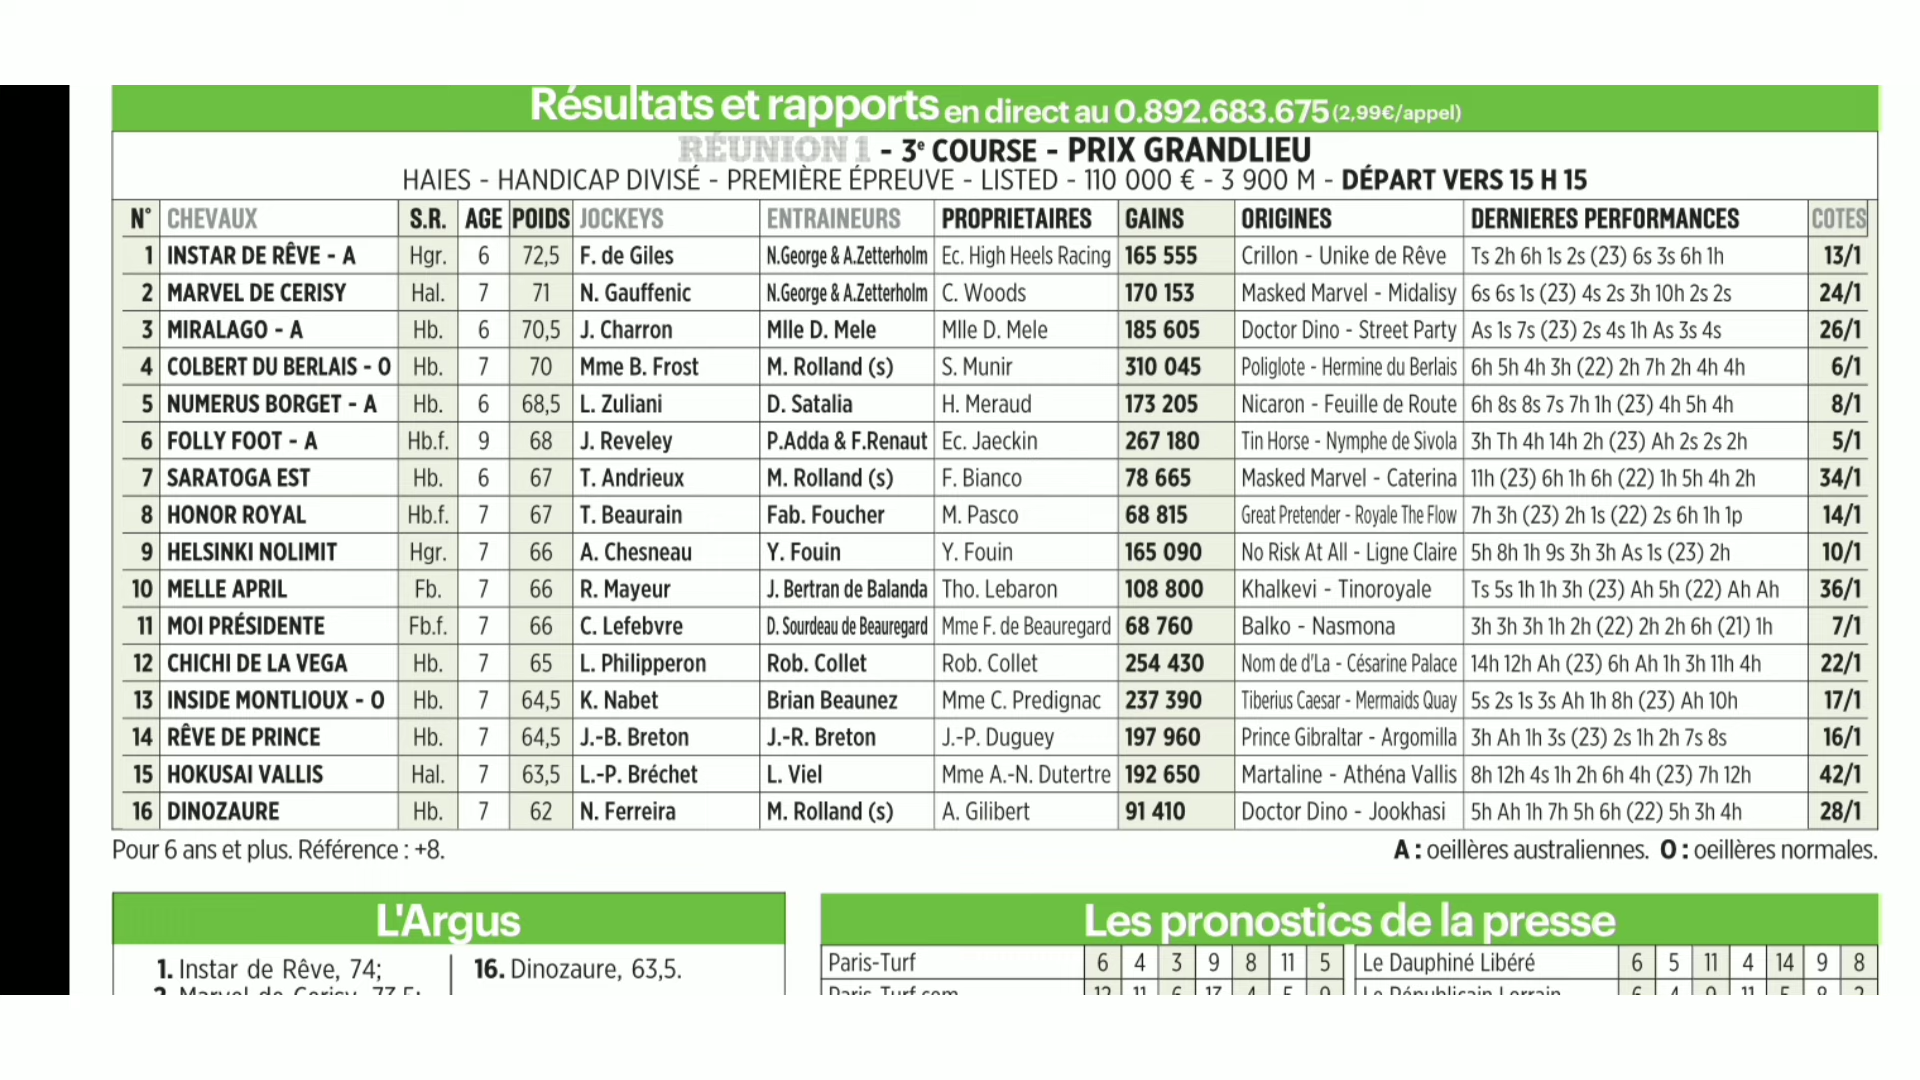 Résultats et rapports en direct au 0.892.683.675 (2,99€/appel)
RÉUNION 1 - 3e COURSE - PRIX GRANDLIEU
HAIES - HANDICAP DIVISÉ - PREMIÈRE ÉPREUVE - LISTED - 110 000 € - 3 900 M - DÉPART VERS 15 H 15
N° CHEVAUX S.R. AGE POIDS JOCKEYS ENTRAINEURS PROPRIETAIRES GAINS ORIGINES DERNIERES PERFORMANCES COTES
1 INSTAR DE RÊVE - A Hgr. 6 72,5 F. de Giles N.George & A.Zetterholm Ec. High Heels Racing 165 555 Crillon - Unike de Rêve Ts 2h 6h 1s 2s (23) 6s 3s 6h 1h 13/1
2 MARVEL DE CERISY Hal. 7 71 N. Gauffenic N.George & A.Zetterholm C. Woods 170 153 Masked Marvel - Midalisy 6s 6s 1s (23) 4s 2s 3h 10h 2s 2s 24/1
3 MIRALAGO - A Hb. 6 70,5 J. Charron Mlle D. Mele Mlle D. Mele 185 605 Doctor Dino - Street Party As 1s 7s (23) 2s 4s 1h As 3s 4s 26/1
4 COLBERT DU BERLAIS - O Hb. 7 70 Mme B. Frost M. Rolland (s) S. Munir 310 045 Poliglote - Hermine du Berlais 6h 5h 4h 3h (22) 2h 7h 2h 4h 4h 6/1
5 NUMERUS BORGET - A Hb. 6 68,5 L. Zuliani D. Satalia H. Meraud 173 205 Nicaron - Feuille de Route 6h 8s 8s 7s 7h 1h (23) 4h 5h 4h 8/1
6 FOLLY FOOT - A Hb.f. 9 68 J. Reveley P.Adda & F.Renaut Ec. Jaeckin 267 180 Tin Horse - Nymphe de Sivola 3h Th 4h 14h 2h (23) Ah 2s 2s 2h 5/1
7 SARATOGA EST Hb. 6 67 T. Andrieux M. Rolland (s) F. Bianco 78 665 Masked Marvel - Caterina 11h (23) 6h 1h 6h (22) 1h 5h 4h 2h 34/1
8 HONOR ROYAL Hb.f. 7 67 T. Beaurain Fab. Foucher M. Pasco 68 815 Great Pretender - Royale The Flow 7h 3h (23) 2h 1s (22) 2s 6h 1h 1p 14/1
9 HELSINKI NOLIMIT Hgr. 7 66 A. Chesneau Y. Fouin Y. Fouin 165 090 No Risk At All - Ligne Claire 5h 8h 1h 9s 3h 3h As 1s (23) 2h 10/1
10 MELLE APRIL Fb. 7 66 R. Mayeur J. Bertran de Balanda Tho. Lebaron 108 800 Khalkevi - Tinoroyale Ts 5s 1h 1h 3h (23) Ah 5h (22) Ah Ah 36/1
11 MOI PRÉSIDENTE Fb.f. 7 66 C. Lefebvre D. Sourdeau de Beauregard Mme F. de Beauregard 68 760 Balko - Nasmona 3h 3h 3h 1h 2h (22) 2h 2h 6h (21) 1h 7/1
12 CHICHI DE LA VEGA Hb. 7 65 L. Philipperon Rob. Collet Rob. Collet 254 430 Nom de d'La - Césarine Palace 14h 12h Ah (23) 6h Ah 1h 3h 11h 4h 22/1
13 INSIDE MONTLIOUX - O Hb. 7 64,5 K. Nabet Brian Beaunez Mme C. Predignac 237 390 Tiberius Caesar - Mermaids Quay 5s 2s 1s 3s Ah 1h 8h (23) Ah 10h 17/1
14 RÊVE DE PRINCE Hb. 7 64,5 J.-B. Breton J.-R. Breton J.-P. Duguey 197 960 Prince Gibraltar - Argomilla 3h Ah 1h 3s (23) 2s 1h 2h 7s 8s 16/1
15 HOKUSAI VALLIS Hal. 7 63,5 L.-P. Bréchet L. Viel Mme A.-N. Dutertre 192 650 Martaline - Athéna Vallis 8h 12h 4s 1h 2h 6h 4h (23) 7h 12h 42/1
16 DINOZAURE Hb. 7 62 N. Ferreira M. Rolland (s) A. Gilibert 91 410 Doctor Dino - Jookhasi 5h Ah 1h 7h 5h 6h (22) 5h 3h 4h 28/1
Pour 6 ans et plus. Référence : +8. A : oeillères australiennes. O : oeillères normales.
L'Argus
1. Instar de Rêve, 74;
16. Dinozaure, 63,5.
Les pronostics de la presse
Paris-Turf 6 4 3 9 8 11 5
Le Dauphiné Libéré 6 5 11 4 14 9 8